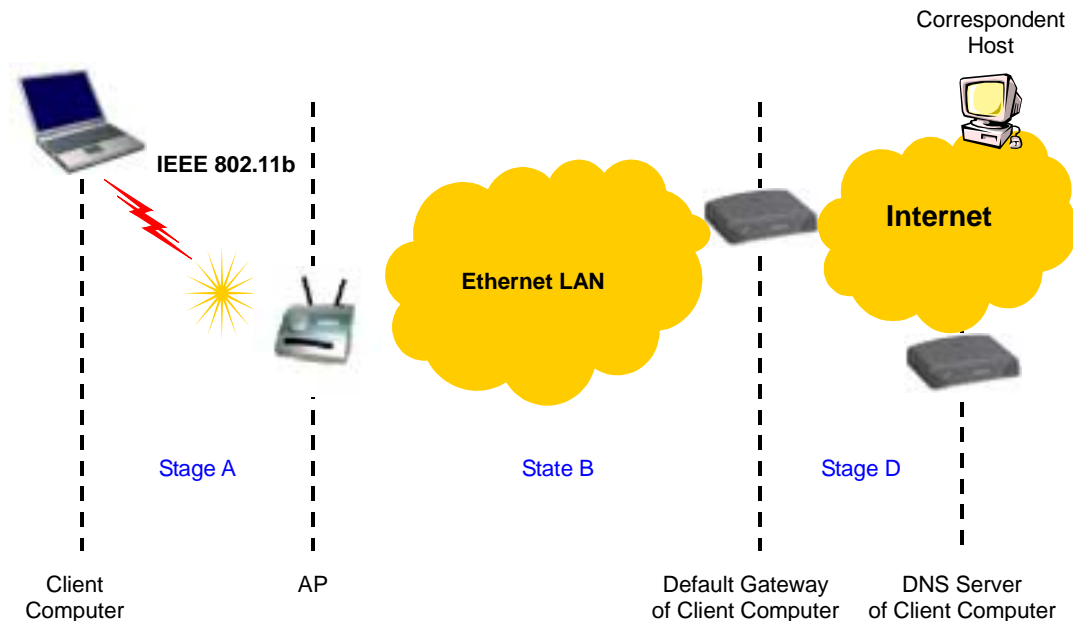 Correspondent
Host
IEEE 802.11b
Internet
Ethernet LAN
Stage A
State B
Stage D
Client
Computer
AP
Default Gateway
of Client Computer
DNS Server
of Client Computer